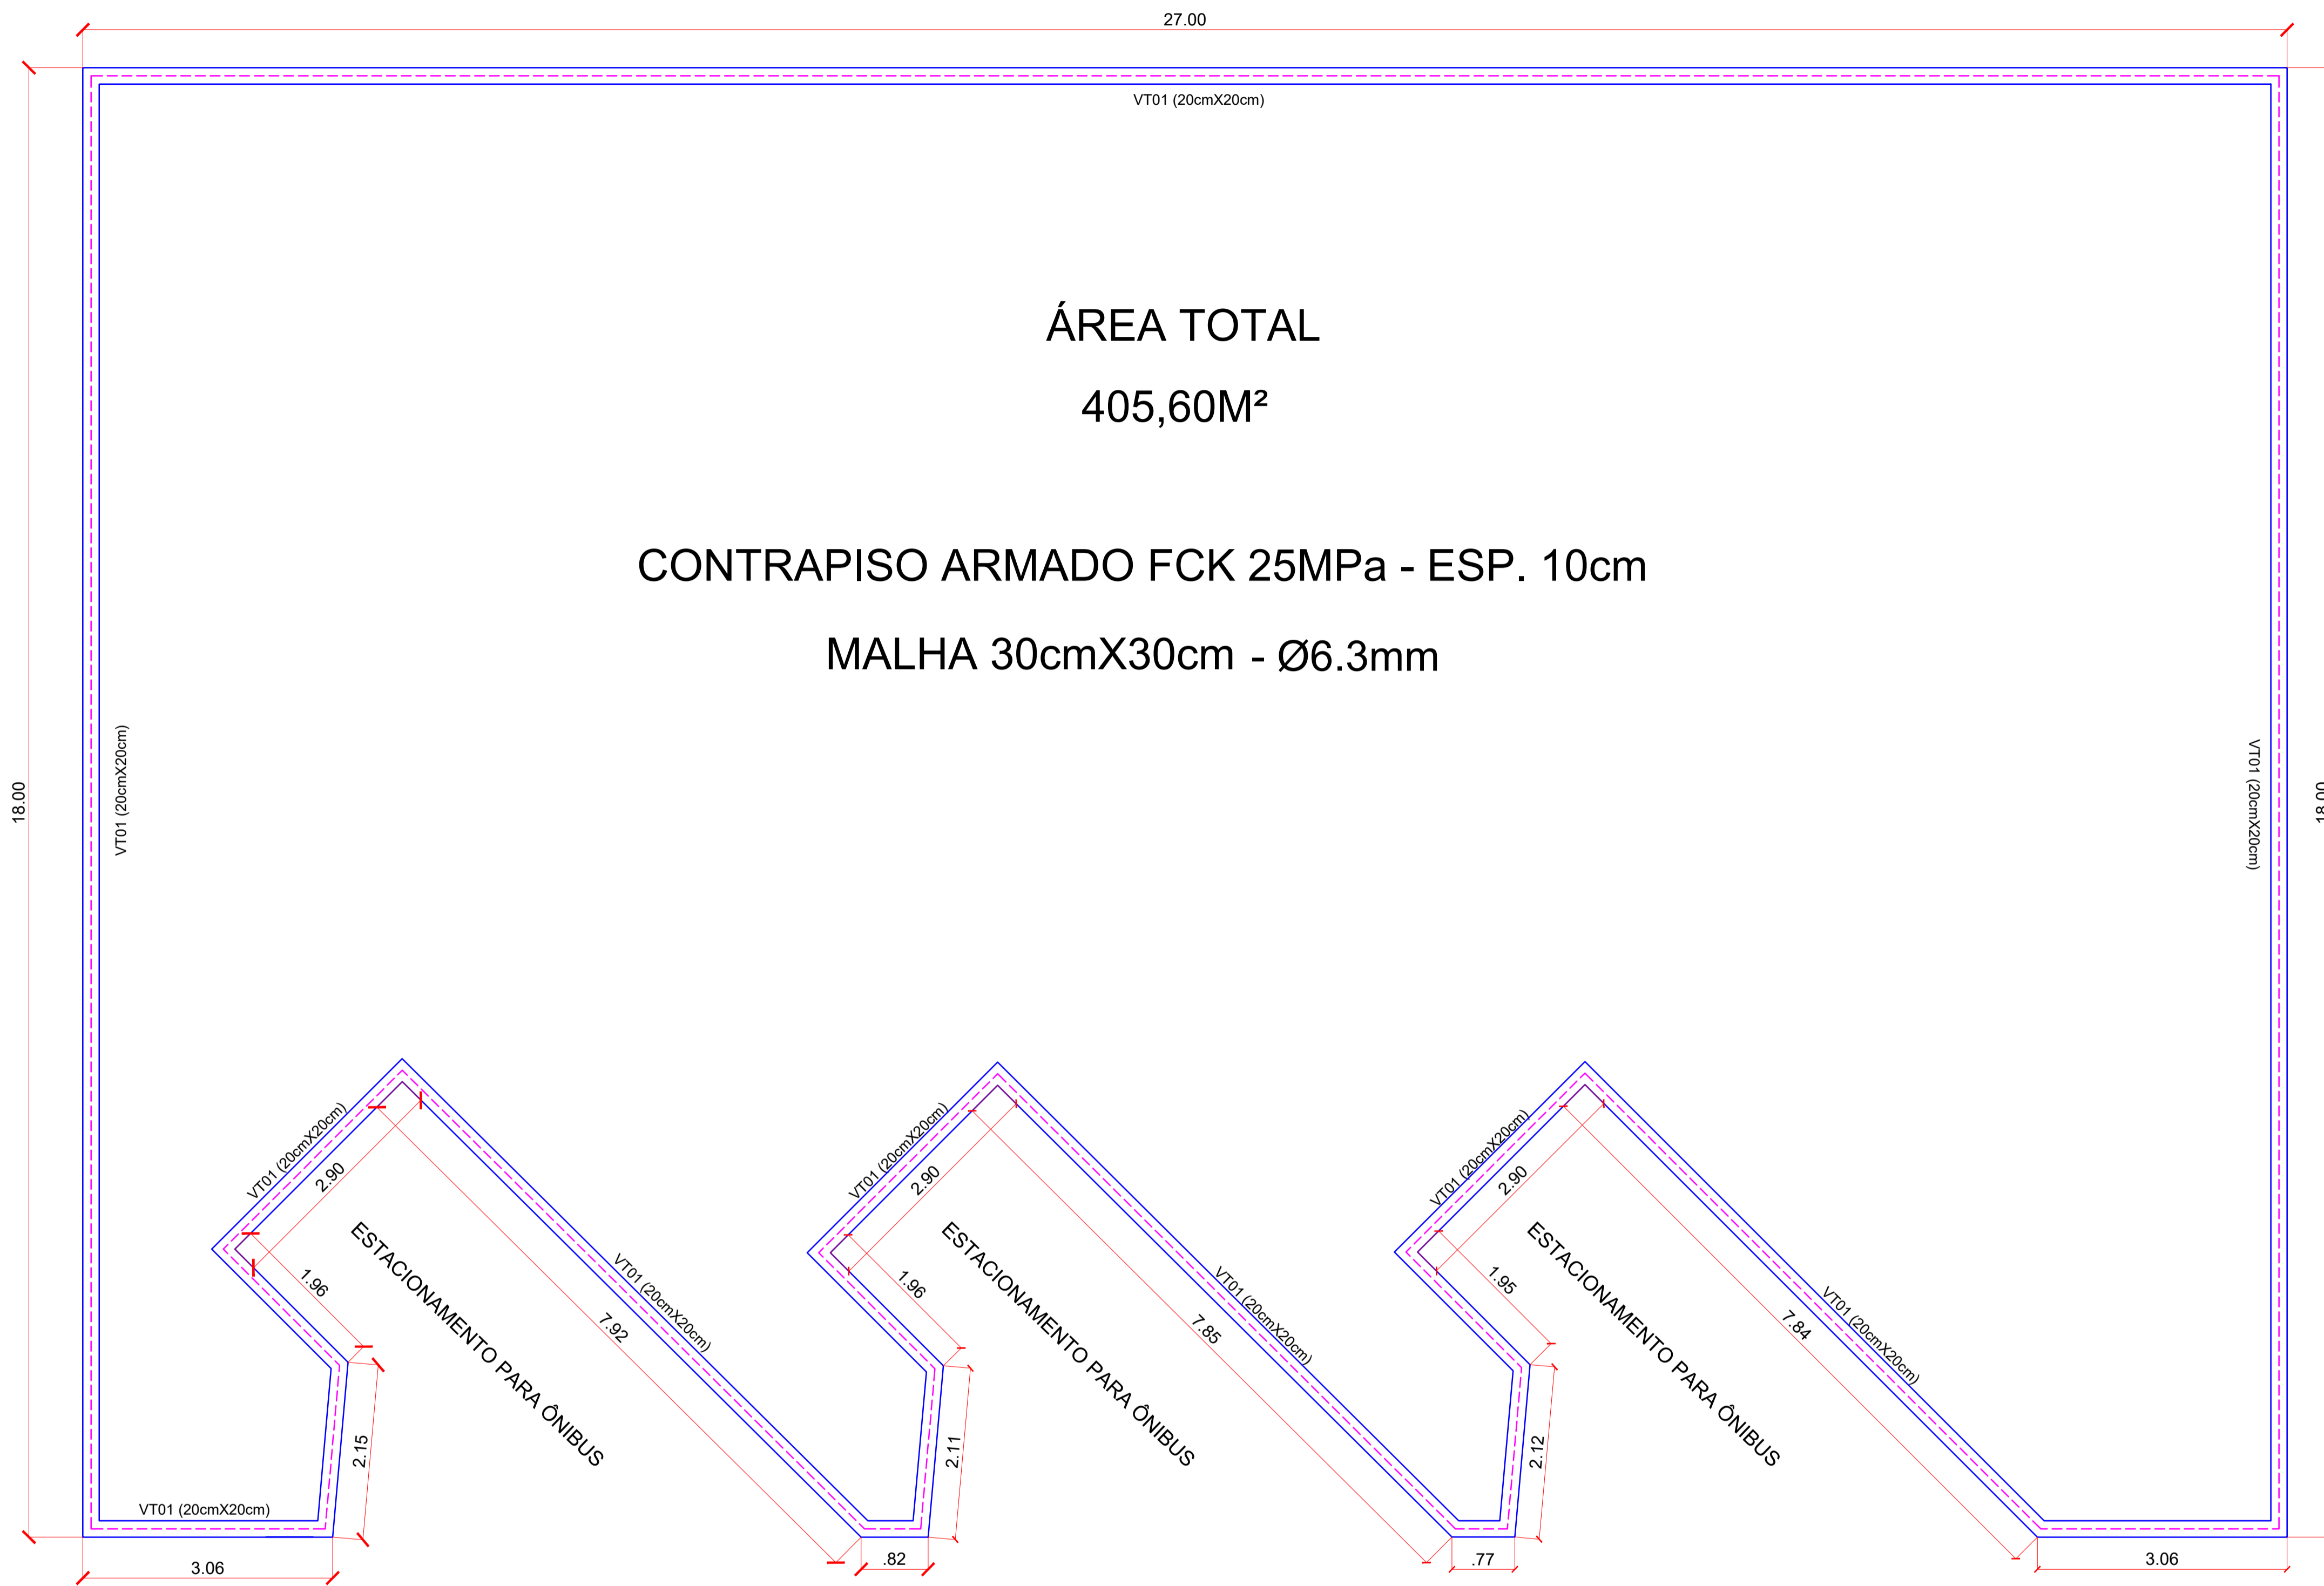 27.00
VT01 (20cmX20cm)
ÁREA TOTAL
405,60M²
CONTRAPISO ARMADO FCK 25MPa - ESP. 10cm
MALHA 30cmX30cm - Ø6.3mm
18.00
VT01 (20cmX20cm)
VT01 (20cmX20cm)
18.00
VT01 (20cmX20cm)
2.90
1.96
ESTACIONAMENTO PARA ÔNIBUS
7.92
VT01 (20cmX20cm)
2.15
VT01 (20cmX20cm)
3.06
VT01 (20cmX20cm)
2.90
1.96
ESTACIONAMENTO PARA ÔNIBUS
7.85
VT01 (20cmX20cm)
2.11
.82
VT01 (20cmX20cm)
2.90
1.95
ESTACIONAMENTO PARA ÔNIBUS
7.84
VT01 (20cmX20cm)
2.12
.77
3.06